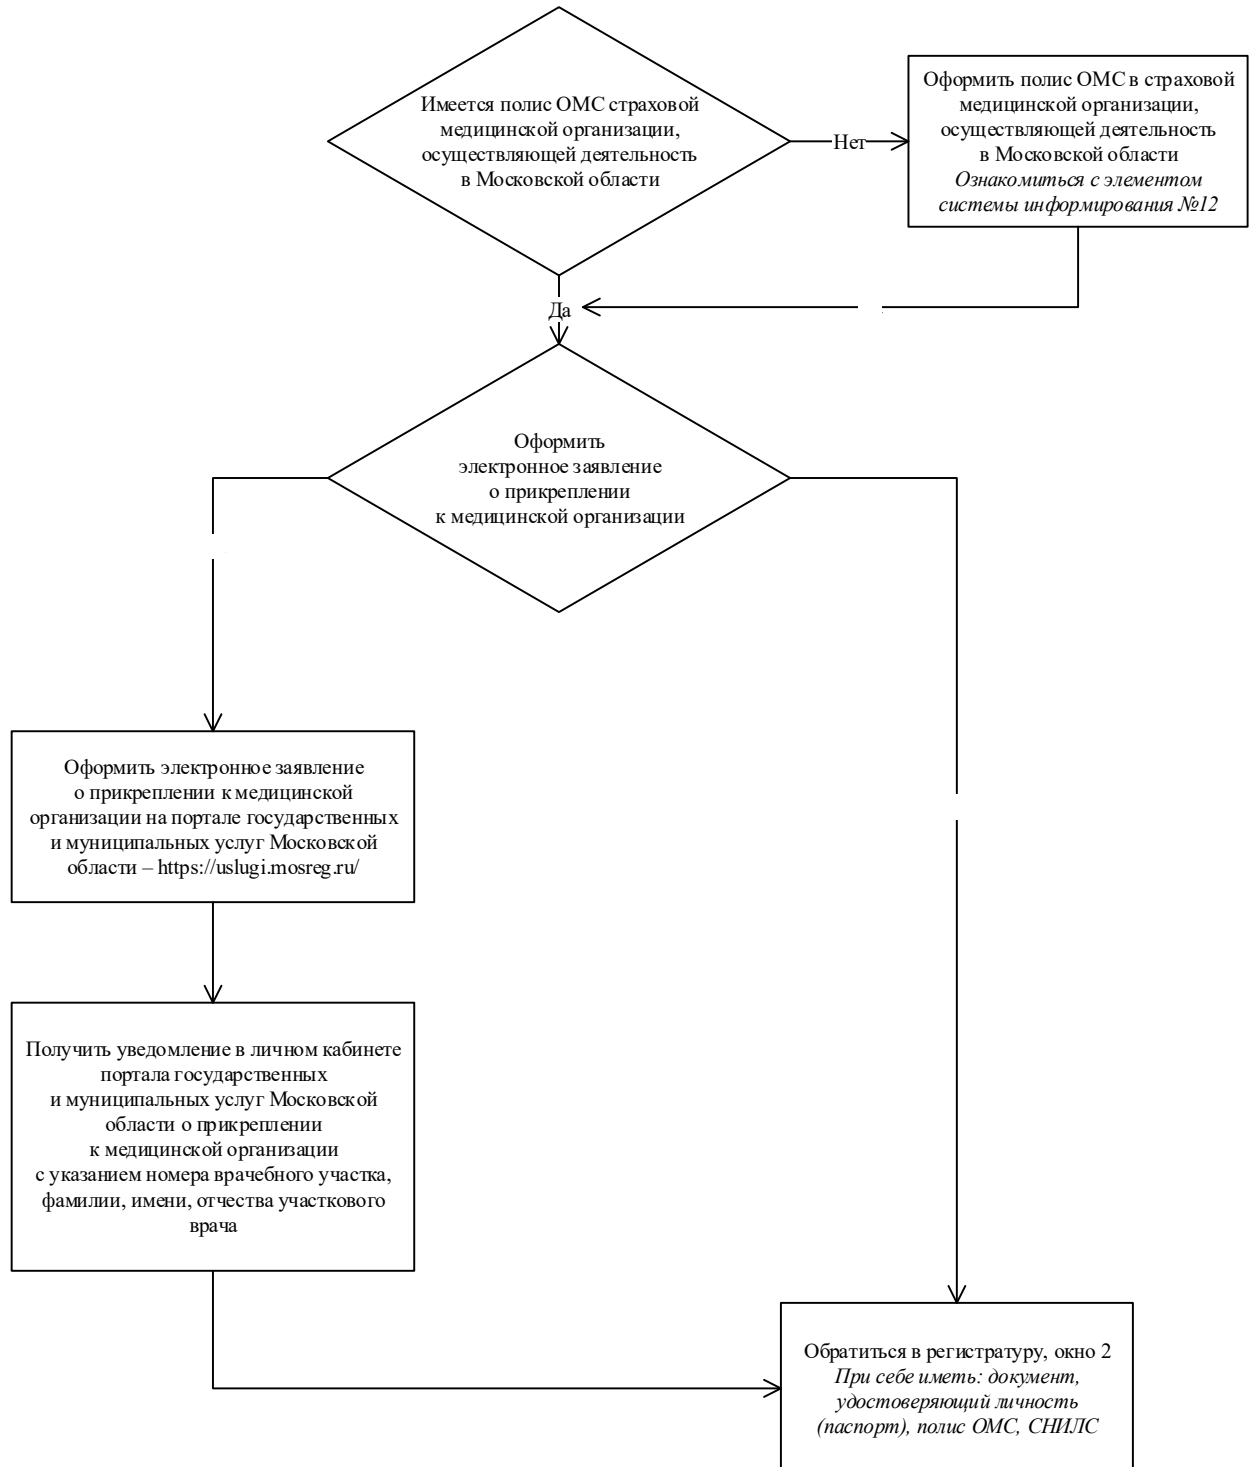 Имеется полис ОМС страховой
медицинской организации,
осуществляющей деятельность
в Московской области
Нет
Оформить полис ОМС в страховой
медицинской организации,
осуществляющей деятельность
в Московской области
Ознакомиться с элементом
системы информирования №12
Да
Оформить
электронное заявление
о прикреплении
к медицинской организации
Оформить электронное заявление
о прикреплении к медицинской
организации на портале государственных
и муниципальных услуг Московской
области – https://uslugi.mosreg.ru/
Получить уведомление в личном кабинете
портала государственных
и муниципальных услуг Московской
области о прикреплении
к медицинской организации
с указанием номера врачебного участка,
фамилии, имени, отчества участкового
врача
Обратиться в регистратуру, окно 2
При себе иметь: документ,
удостоверяющий личность
(паспорт), полис ОМС, СНИЛС